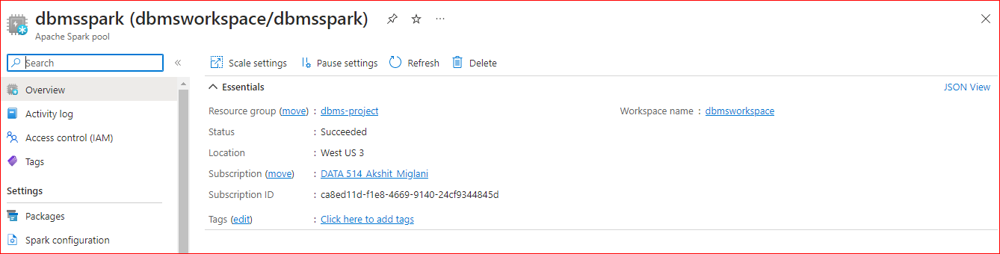 dbmsspark (dbmsworkspace/dbmsspark)
Apache Spark pool
Search
Overview
Activity log
Access control (IAM)
Tags
Settings
Packages
Spark configuration
Scale settings Pause settings Refresh Delete
Essentials JSON View
Resource group (move) : dbms-project Workspace name : dbmsworkspace
Status : Succeeded
Location : West US 3
Subscription (move) : DATA 514_Akshit_Miglani
Subscription ID : ca8ed11d-f1e8-4669-9140-24cf9344845d
Tags (edit) : Click here to add tags